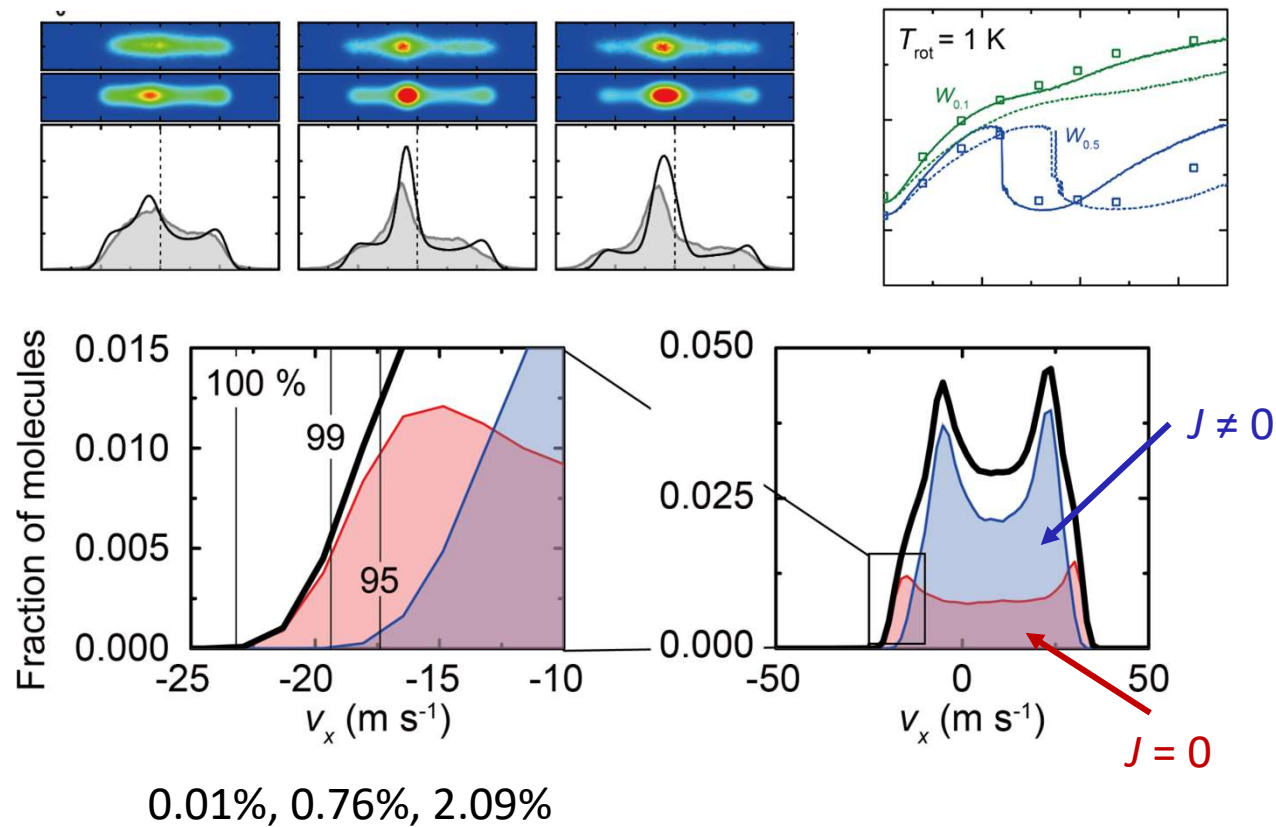 T_rot = 1 K
W_0.1
W_0.5
Fraction of molecules
0.015
0.010
0.005
0.000
100 %
99
95
-25
-20
-15
-10
v_x (m s⁻¹)
0.050
0.025
0.000
-50
0
50
v_x (m s⁻¹)
J ≠ 0
J = 0
0.01%, 0.76%, 2.09%